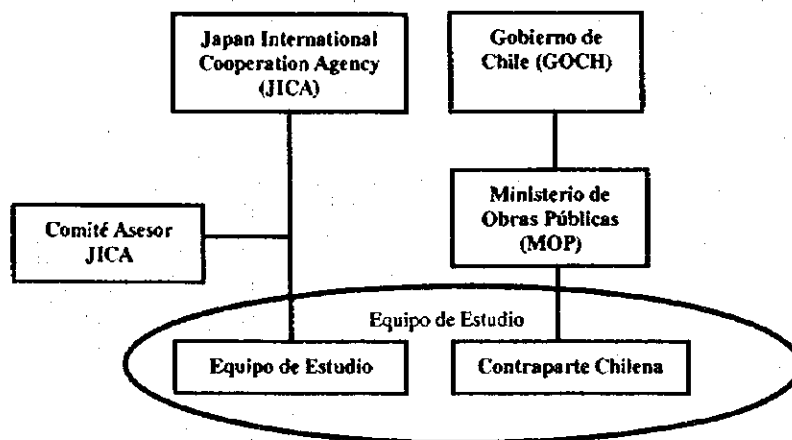 Japan International
Cooperation Agency
(JICA)
Gobierno de
Chile (GOCH)
Ministerio de
Obras Públicas
(MOP)
Comité Asesor
JICA
Equipo de Estudio
Equipo de Estudio
Contraparte Chilena